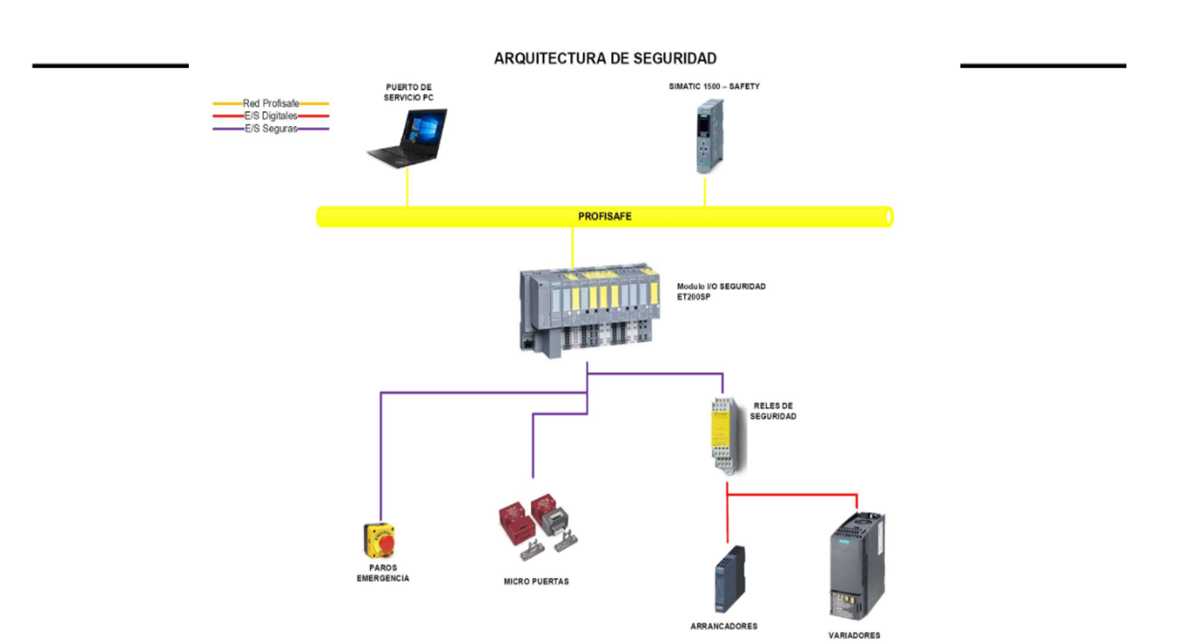 ARQUITECTURA DE SEGURIDAD
PUERTO DE
SERVICIO PC
SIMATIC 1500 – SAFETY
Red Profisafe
E/S Digitales
E/S Seguras
PROFISAFE
Modulo I/O SEGURIDAD
ET200SP
RELES DE
SEGURIDAD
PAROS
EMERGENCIA
MICRO PUERTAS
ARRANCADORES
VARIADORES